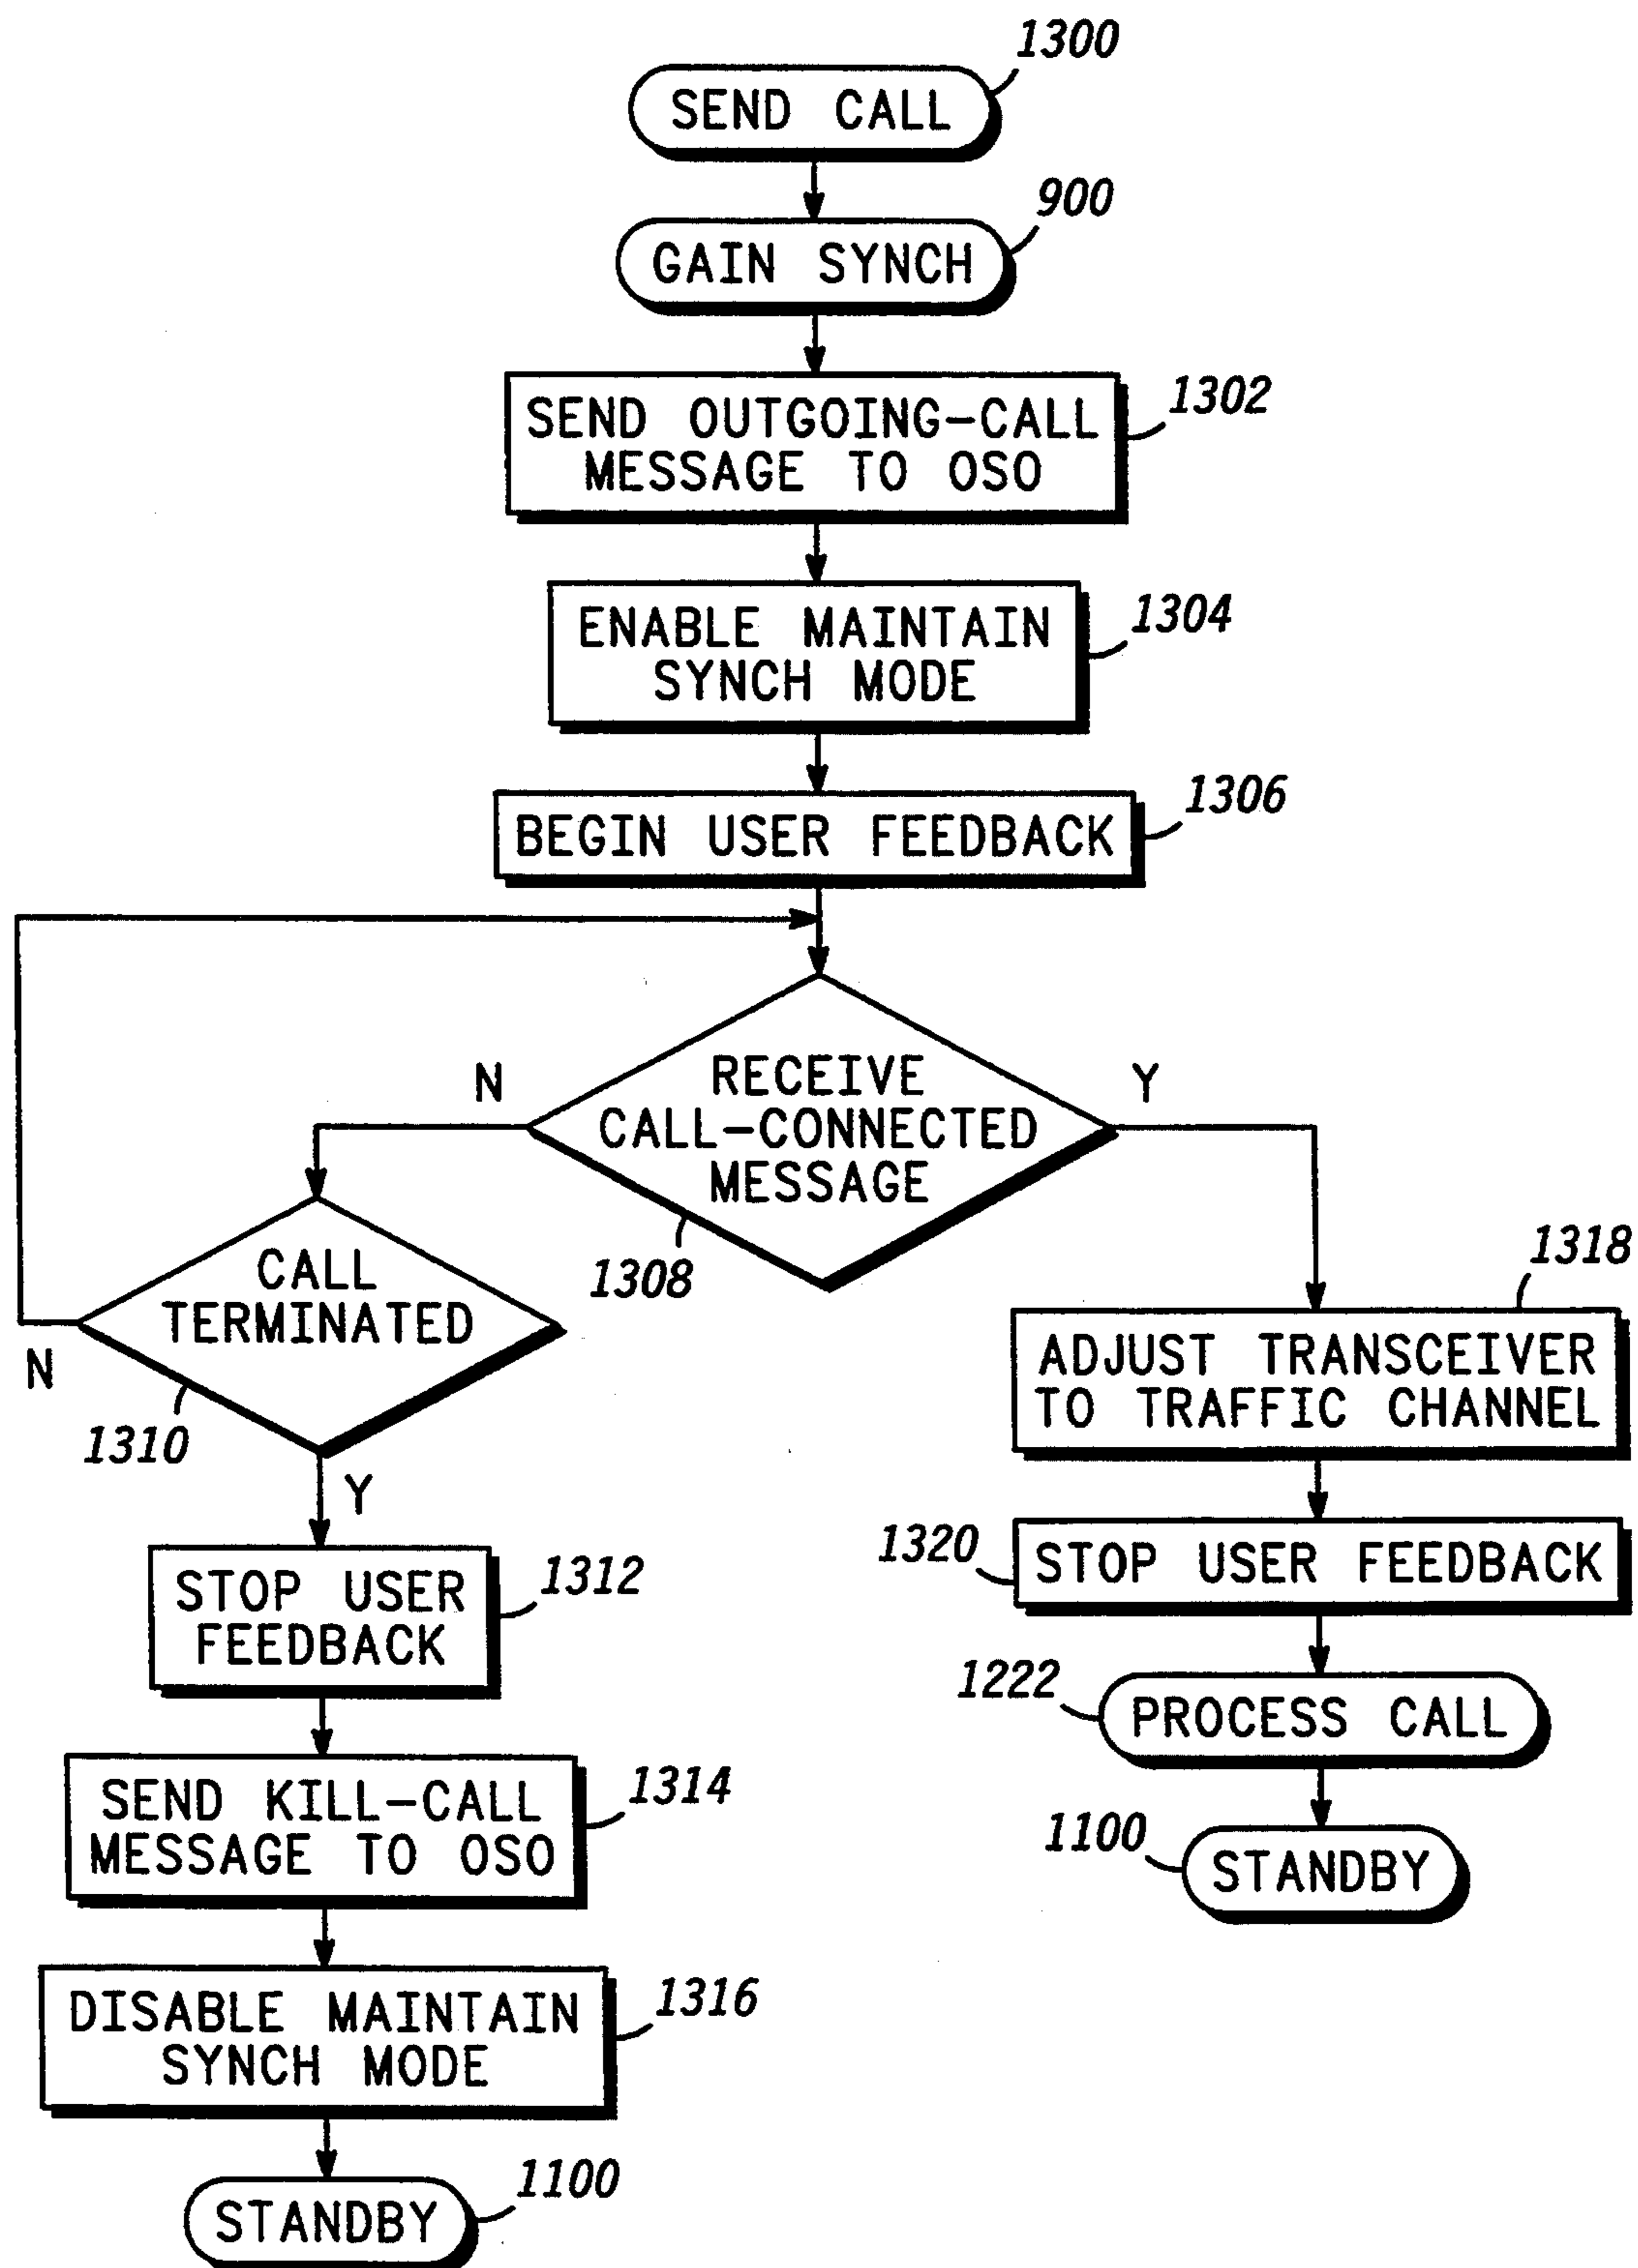 1300
SEND CALL
900
GAIN SYNCH
1302
SEND OUTGOING-CALL
MESSAGE TO OSO
1304
ENABLE MAINTAIN
SYNCH MODE
1306
BEGIN USER FEEDBACK
N
Y
RECEIVE
CALL-CONNECTED
MESSAGE
1308
CALL
TERMINATED
N
1310
Y
1312
STOP USER
FEEDBACK
1314
SEND KILL-CALL
MESSAGE TO OSO
1316
DISABLE MAINTAIN
SYNCH MODE
1100
STANDBY
1318
ADJUST TRANSCEIVER
TO TRAFFIC CHANNEL
1320
STOP USER FEEDBACK
1222
PROCESS CALL
1100
STANDBY